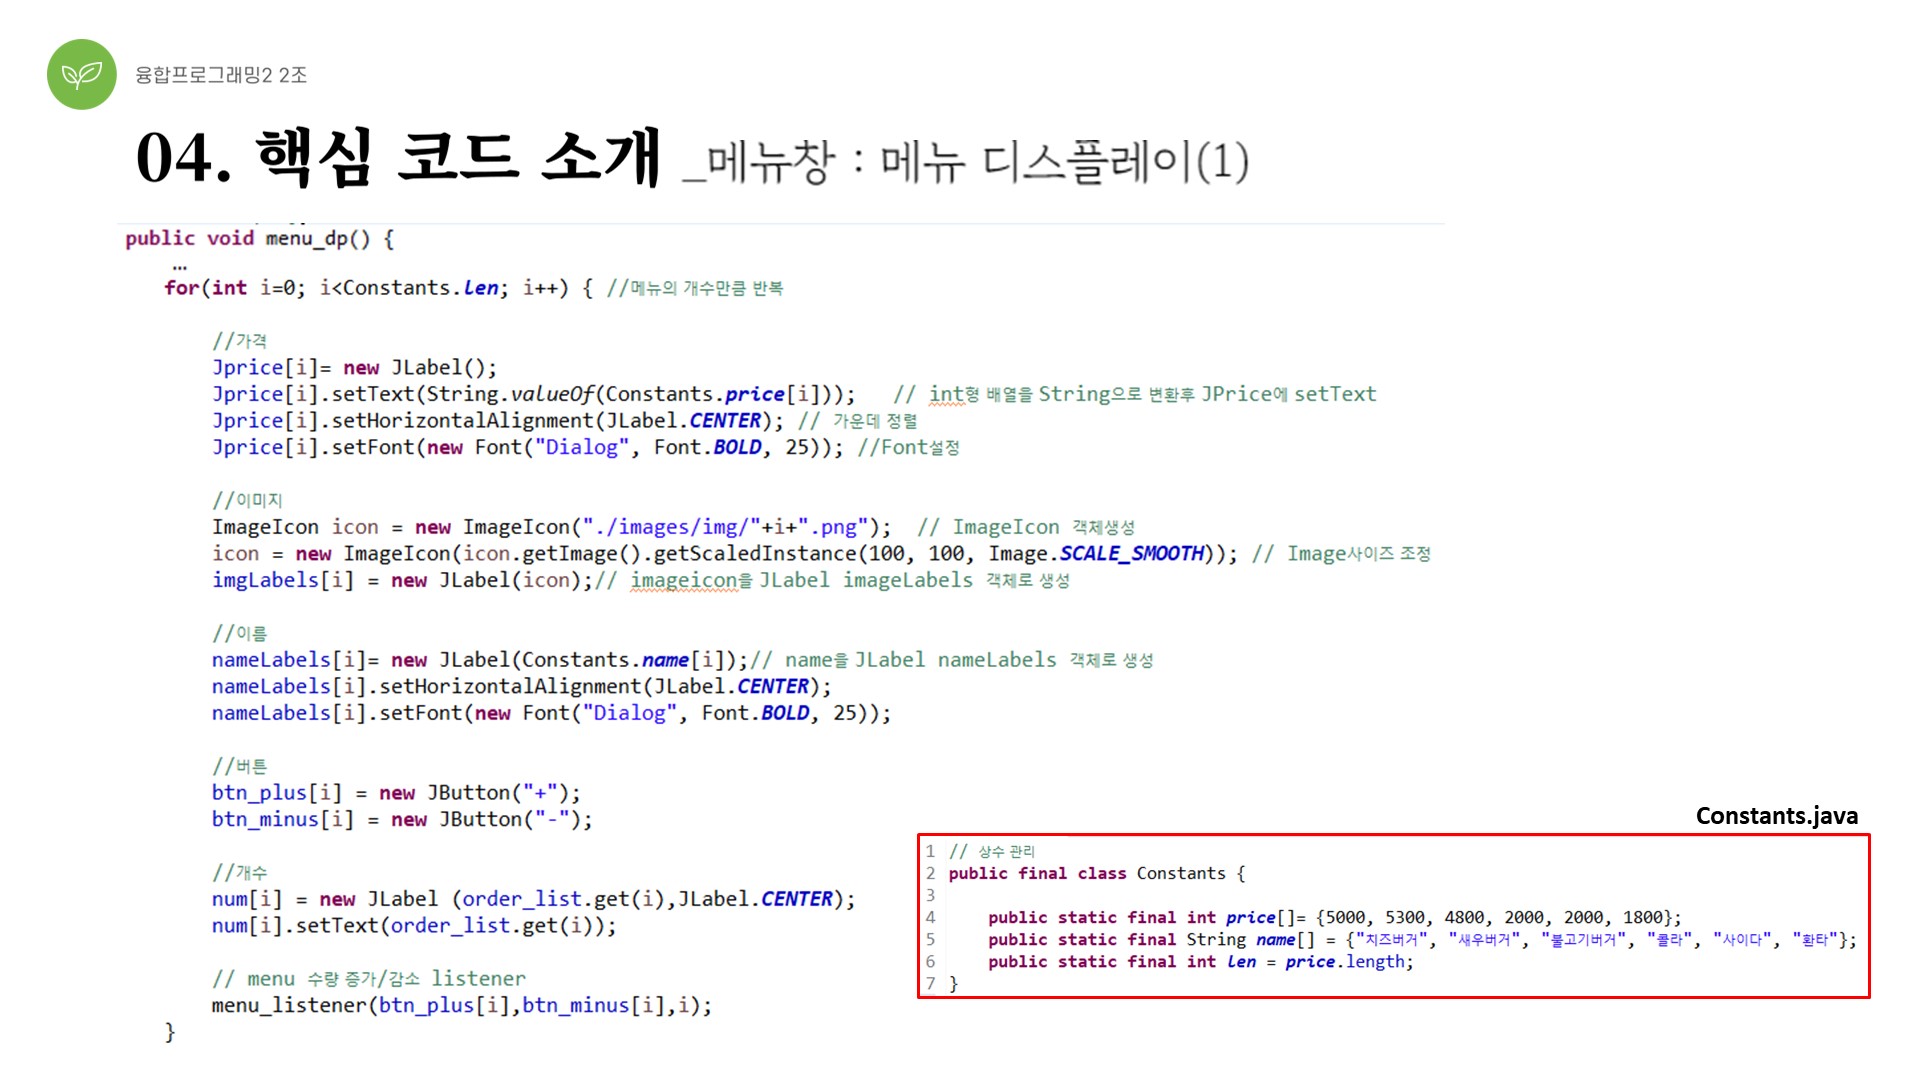 융합프로그래밍2 2조
04. 핵심 코드 소개 _메뉴창 : 메뉴 디스플레이(1)
public void menu_dp() {
...
for(int i=0; i<Constants.len; i++) { //메뉴의 개수만큼 반복
//가격
Jprice[i]= new JLabel();
Jprice[i].setText(String.valueOf(Constants.price[i])); // int형 배열을 String으로 변환후 JPrice에 setText
Jprice[i].setHorizontalAlignment(JLabel.CENTER); // 가운데 정렬
Jprice[i].setFont(new Font("Dialog", Font.BOLD, 25)); //Font설정
//이미지
ImageIcon icon = new ImageIcon("./images/img/"+i+".png"); // ImageIcon 객체생성
icon = new ImageIcon(icon.getImage().getScaledInstance(100, 100, Image.SCALE_SMOOTH)); // Image사이즈 조정
imgLabels[i] = new JLabel(icon);// imageicon을 JLabel imageLabels 객체로 생성
//이름
nameLabels[i]= new JLabel(Constants.name[i]);// name을 JLabel nameLabels 객체로 생성
nameLabels[i].setHorizontalAlignment(JLabel.CENTER);
nameLabels[i].setFont(new Font("Dialog", Font.BOLD, 25));
//버튼
btn_plus[i] = new JButton("+");
btn_minus[i] = new JButton("-");
//개수
num[i] = new JLabel (order_list.get(i),JLabel.CENTER);
num[i].setText(order_list.get(i));
// menu 수량 증가/감소 listener
menu_listener(btn_plus[i],btn_minus[i],i);
}
Constants.java
1 // 상수 관리
2 public final class Constants {
3
4 public static final int price[]= {5000, 5300, 4800, 2000, 2000, 1800};
5 public static final String name[] = {"치즈버거", "새우버거", "불고기버거", "콜라", "사이다", "환타"};
6 public static final int len = price.length;
7 }